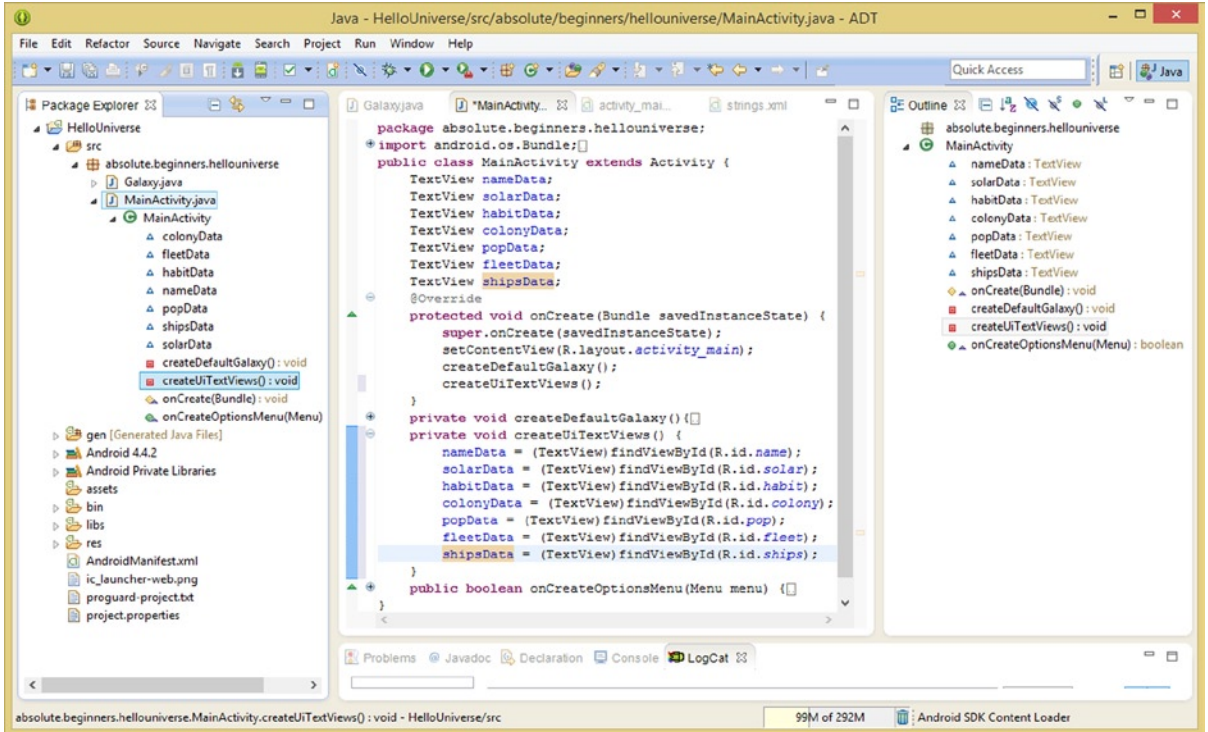 Java - HelloUniverse/src/absolute/beginners/hellouniverse/MainActivity.java - ADT
File Edit Refactor Source Navigate Search Project Run Window Help
Quick Access
Java
Package Explorer
HelloUniverse
src
absolute.beginners.hellouniverse
Galaxy.java
MainActivity.java
MainActivity
colonyData
fleetData
habitData
nameData
popData
shipsData
solarData
createDefaultGalaxy() : void
createUiTextViews() : void
onCreate(Bundle) : void
onCreateOptionsMenu(Menu)
gen [Generated Java Files]
Android 4.4.2
Android Private Libraries
assets
bin
libs
res
AndroidManifest.xml
ic_launcher-web.png
proguard-project.txt
project.properties
Galaxy.java *MainActivity... activity_mai... strings.xml
package absolute.beginners.hellouniverse;
import android.os.Bundle;
public class MainActivity extends Activity {
TextView nameData;
TextView solarData;
TextView habitData;
TextView colonyData;
TextView popData;
TextView fleetData;
TextView shipsData;
@Override
protected void onCreate(Bundle savedInstanceState) {
super.onCreate(savedInstanceState);
setContentView(R.layout.activity_main);
createDefaultGalaxy();
createUiTextViews();
}
private void createDefaultGalaxy(){
private void createUiTextViews() {
nameData = (TextView)findViewById(R.id.name);
solarData = (TextView)findViewById(R.id.solar);
habitData = (TextView)findViewById(R.id.habit);
colonyData = (TextView)findViewById(R.id.colony);
popData = (TextView)findViewById(R.id.pop);
fleetData = (TextView)findViewById(R.id.fleet);
shipsData = (TextView)findViewById(R.id.ships);
}
public boolean onCreateOptionsMenu(Menu menu) {
}
Problems Javadoc Declaration Console LogCat
Outline
absolute.beginners.hellouniverse
MainActivity
nameData : TextView
solarData : TextView
habitData : TextView
colonyData : TextView
popData : TextView
fleetData : TextView
shipsData : TextView
onCreate(Bundle) : void
createDefaultGalaxy() : void
createUiTextViews() : void
onCreateOptionsMenu(Menu) : boolean
absolute.beginners.hellouniverse.MainActivity.createUiTextViews() : void - HelloUniverse/src
99M of 292M
Android SDK Content Loader